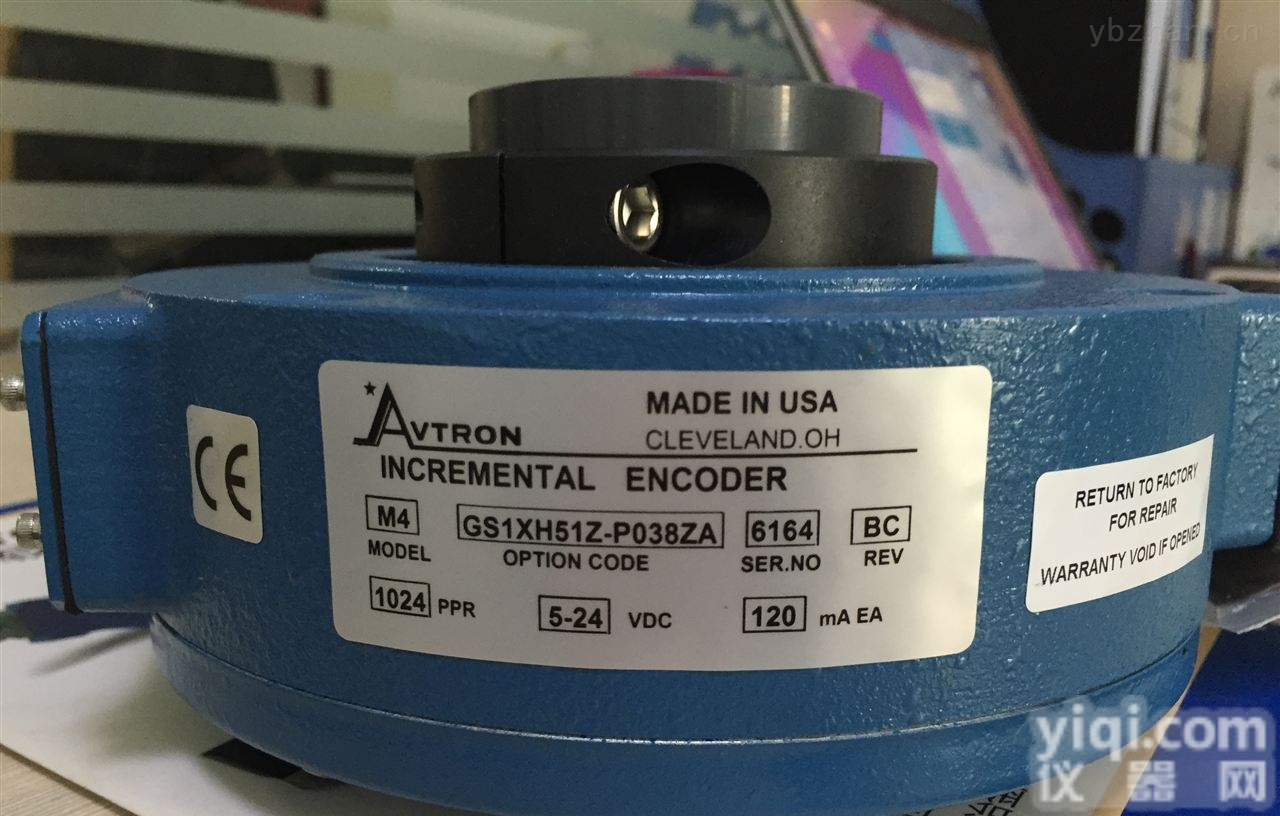 ybzhan.cn
AVTRON
MADE IN USA
CLEVELAND.OH
INCREMENTAL ENCODER
M4 GS1XH51Z-P038ZA 6164 BC
MODEL OPTION CODE SER.NO REV
1024 PPR 5-24 VDC 120 mA EA
CE
RETURN TO FACTORY
FOR REPAIR
WARRANTY VOID IF OPENED
yiqi.com
仪器网